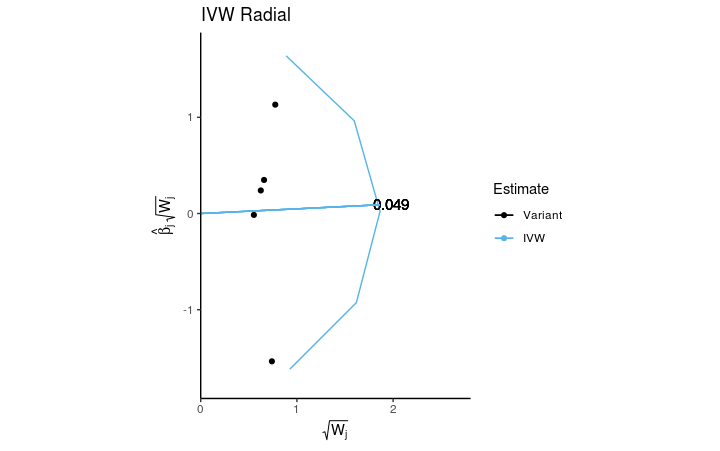 IVW Radial
1
0
-1
β̂j√Wj
0.049
0
1
2
√Wj
Estimate
Variant
IVW